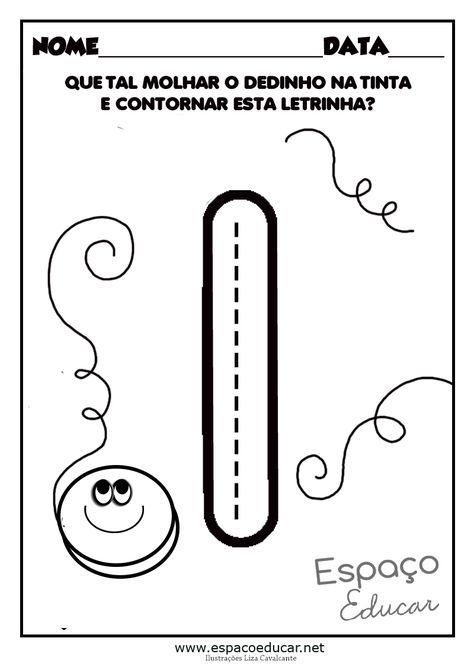 NOME DATA
QUE TAL MOLHAR O DEDINHO NA TINTA
E CONTORNAR ESTA LETRINHA?
I
Espaço
Educar
www.espacoeducar.net
Ilustrações Liza Cavalcante